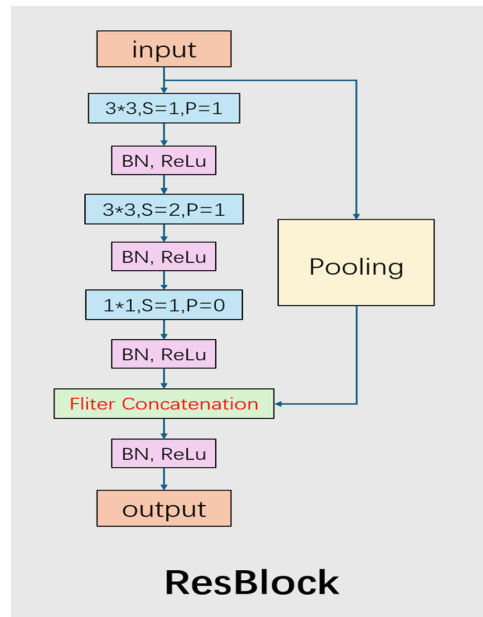 input
3*3,S=1,P=1
BN, ReLu
3*3,S=2,P=1
BN, ReLu
Pooling
1*1,S=1,P=0
BN, ReLu
Fliter Concatenation
BN, ReLu
output
ResBlock